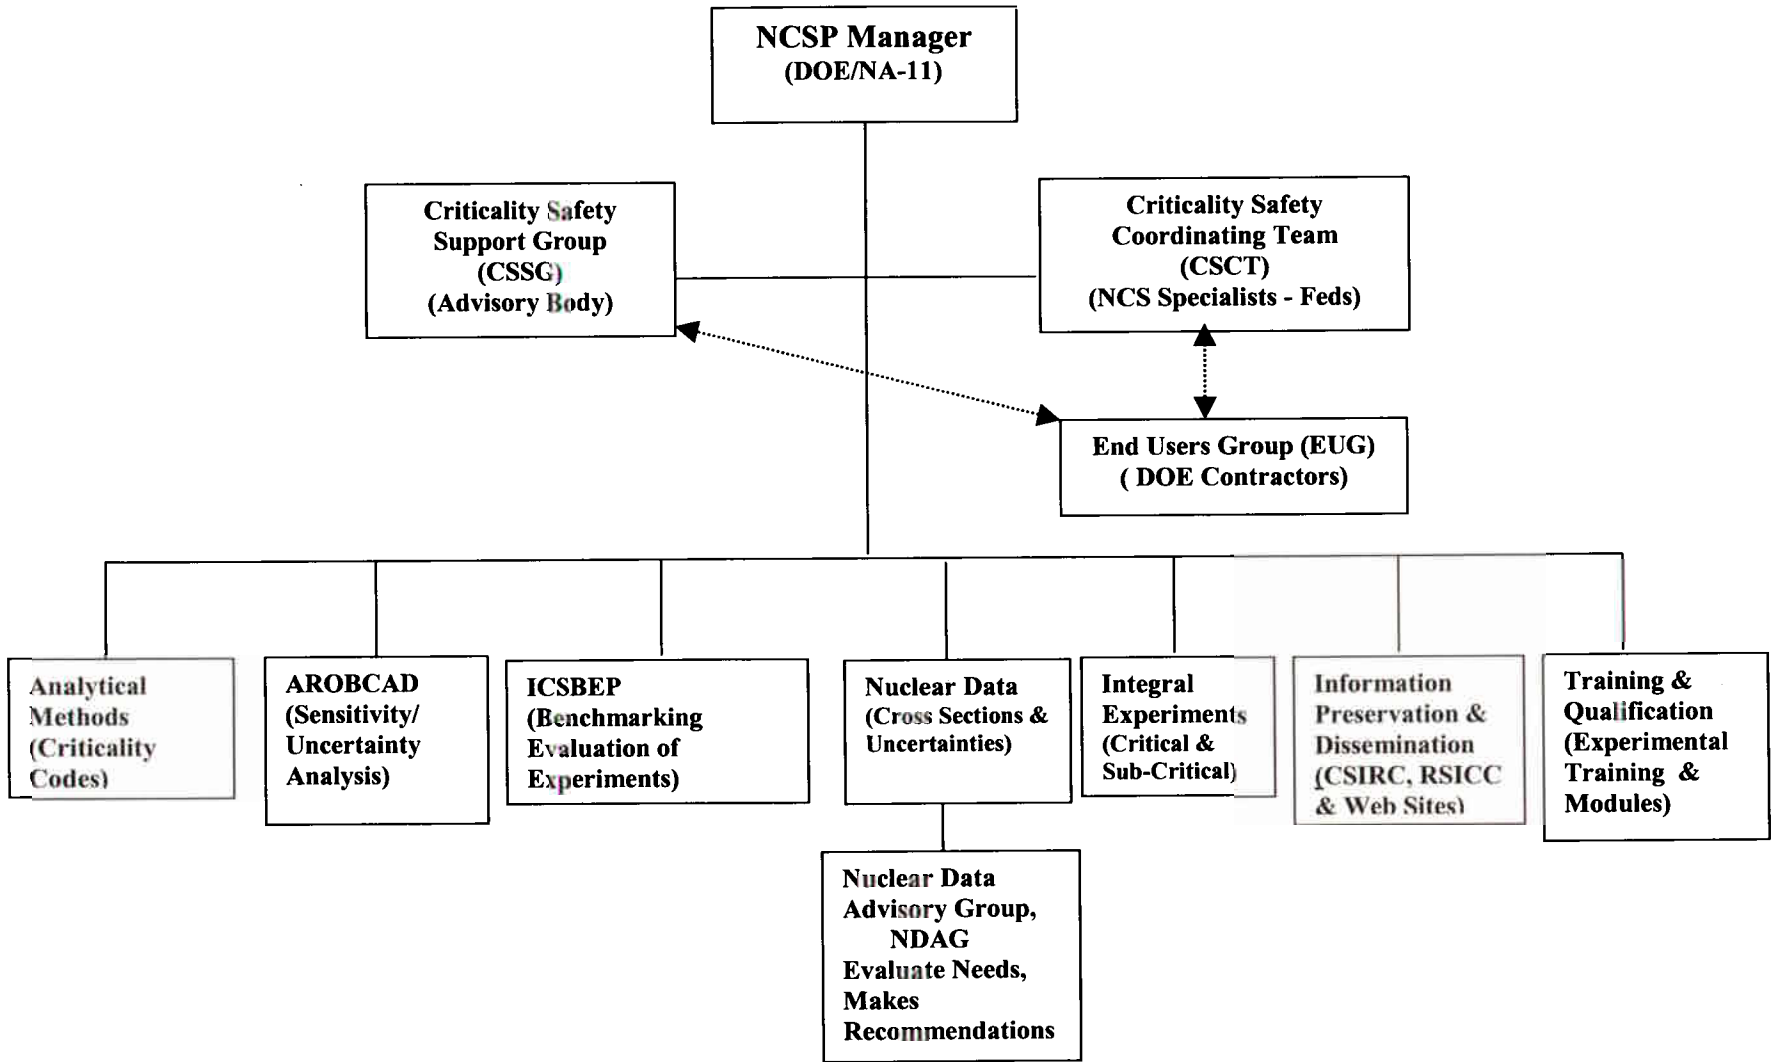 NCSP Manager
(DOE/NA-11)
Criticality Safety
Support Group
(CSSG)
(Advisory Body)
Criticality Safety
Coordinating Team
(CSCT)
(NCS Specialists - Feds)
End Users Group (EUG)
( DOE Contractors)
Analytical
Methods
(Criticality
Codes)
AROBCAD
(Sensitivity/
Uncertainty
Analysis)
ICSBEP
(Benchmarking
Evaluation of
Experiments)
Nuclear Data
(Cross Sections &
Uncertainties)
Integral
Experiments
(Critical &
Sub-Critical)
Information
Preservation &
Dissemination
(CSIRC, RSICC
& Web Sites)
Training &
Qualification
(Experimental
Training &
Modules)
Nuclear Data
Advisory Group,
NDAG
Evaluate Needs,
Makes
Recommendations